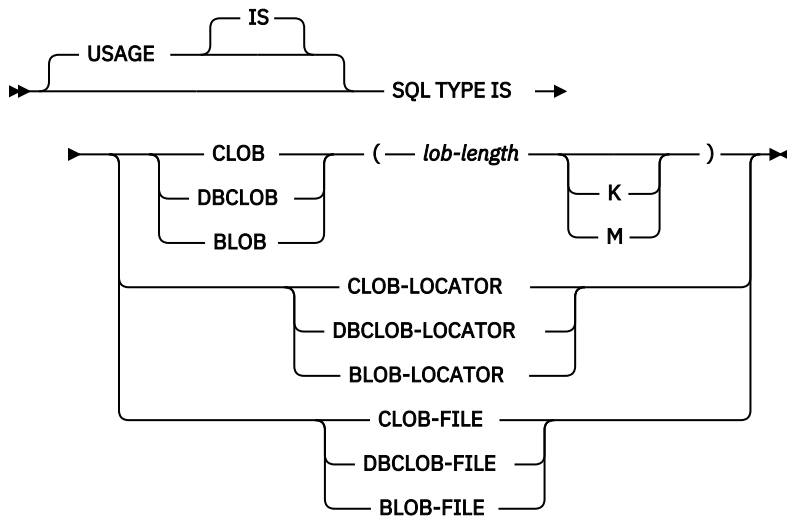 IS
USAGE
SQL TYPE IS
CLOB ( lob-length )
K
DBCLOB
M
BLOB
CLOB-LOCATOR
DBCLOB-LOCATOR
BLOB-LOCATOR
CLOB-FILE
DBCLOB-FILE
BLOB-FILE